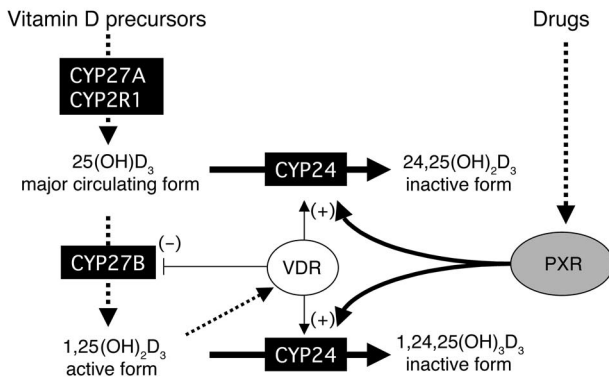 Vitamin D precursors
Drugs
CYP27A
CYP2R1
25(OH)D₃
major circulating form
CYP24
24,25(OH)₂D₃
inactive form
(+)
(−)
CYP27B
VDR
PXR
(+)
1,25(OH)₂D₃
active form
CYP24
1,24,25(OH)₃D₃
inactive form